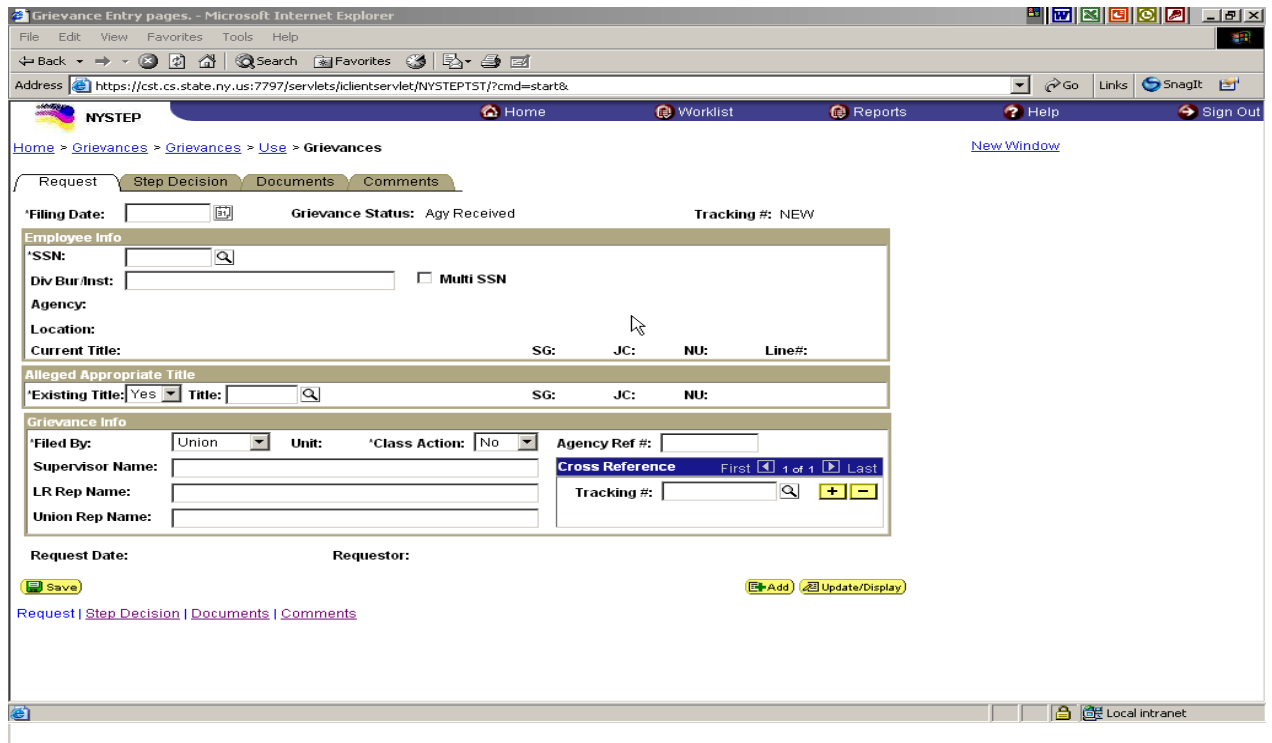 Grievance Entry pages. - Microsoft Internet Explorer
File Edit View Favorites Tools Help
Back Search Favorites
Address https://cst.cs.state.ny.us:7797/servlets/iclientservlet/NYSTEPTST/?cmd=start& Go Links SnagIt
NYSTEP Home Worklist Reports Help Sign Out
Home > Grievances > Grievances > Use > Grievances New Window
Request Step Decision Documents Comments
*Filing Date: Grievance Status: Agy Received Tracking #: NEW
Employee Info
*SSN:
Div Bur/Inst: Multi SSN
Agency:
Location:
Current Title: SG: JC: NU: Line#:
Alleged Appropriate Title
*Existing Title: Yes Title: SG: JC: NU:
Grievance Info
*Filed By: Union Unit: *Class Action: No Agency Ref #:
Supervisor Name: Cross Reference First 1 of 1 Last
LR Rep Name: Tracking #:
Union Rep Name:
Request Date: Requestor:
Save Add Update/Display
Request | Step Decision | Documents | Comments
Local intranet